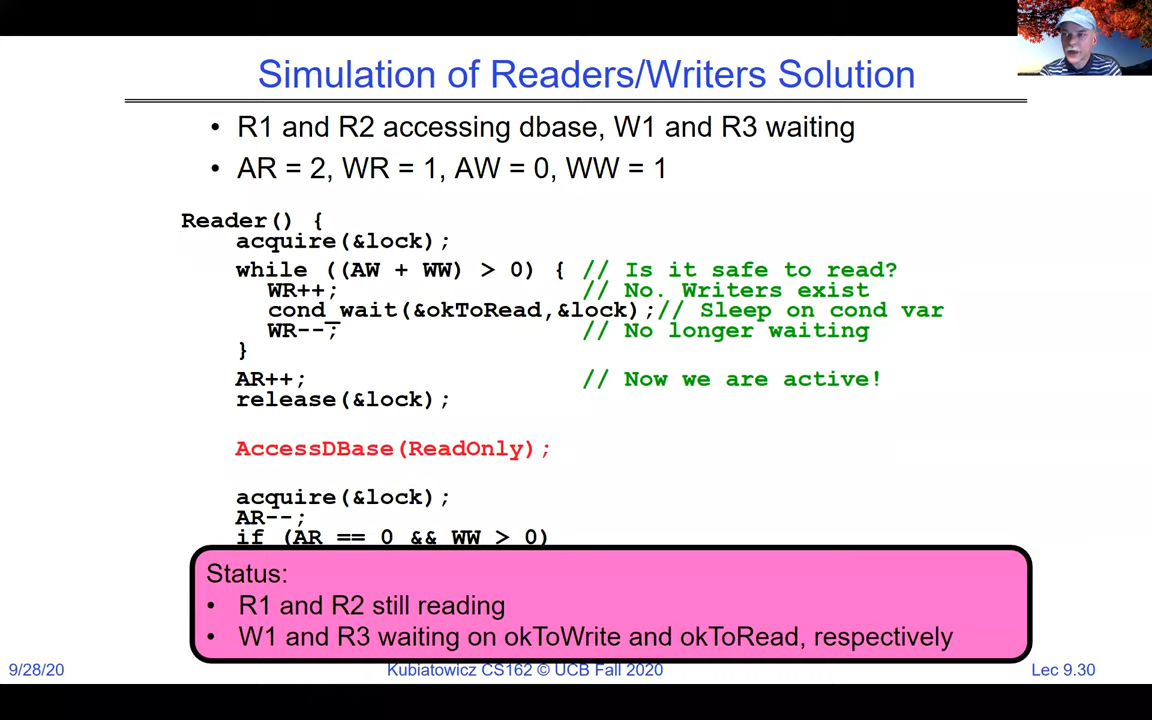 Simulation of Readers/Writers Solution
• R1 and R2 accessing dbase, W1 and R3 waiting
• AR = 2, WR = 1, AW = 0, WW = 1
Reader() {
acquire(&lock);
while ((AW + WW) > 0) { // Is it safe to read?
WR++; // No. Writers exist
cond_wait(&okToRead,&lock);// Sleep on cond var
WR--; // No longer waiting
}
AR++; // Now we are active!
release(&lock);
AccessDBase(ReadOnly);
acquire(&lock);
AR--;
if (AR == 0 && WW > 0)
Status:
• R1 and R2 still reading
• W1 and R3 waiting on okToWrite and okToRead, respectively
9/28/20 Kubiatowicz CS162 © UCB Fall 2020 Lec 9.30